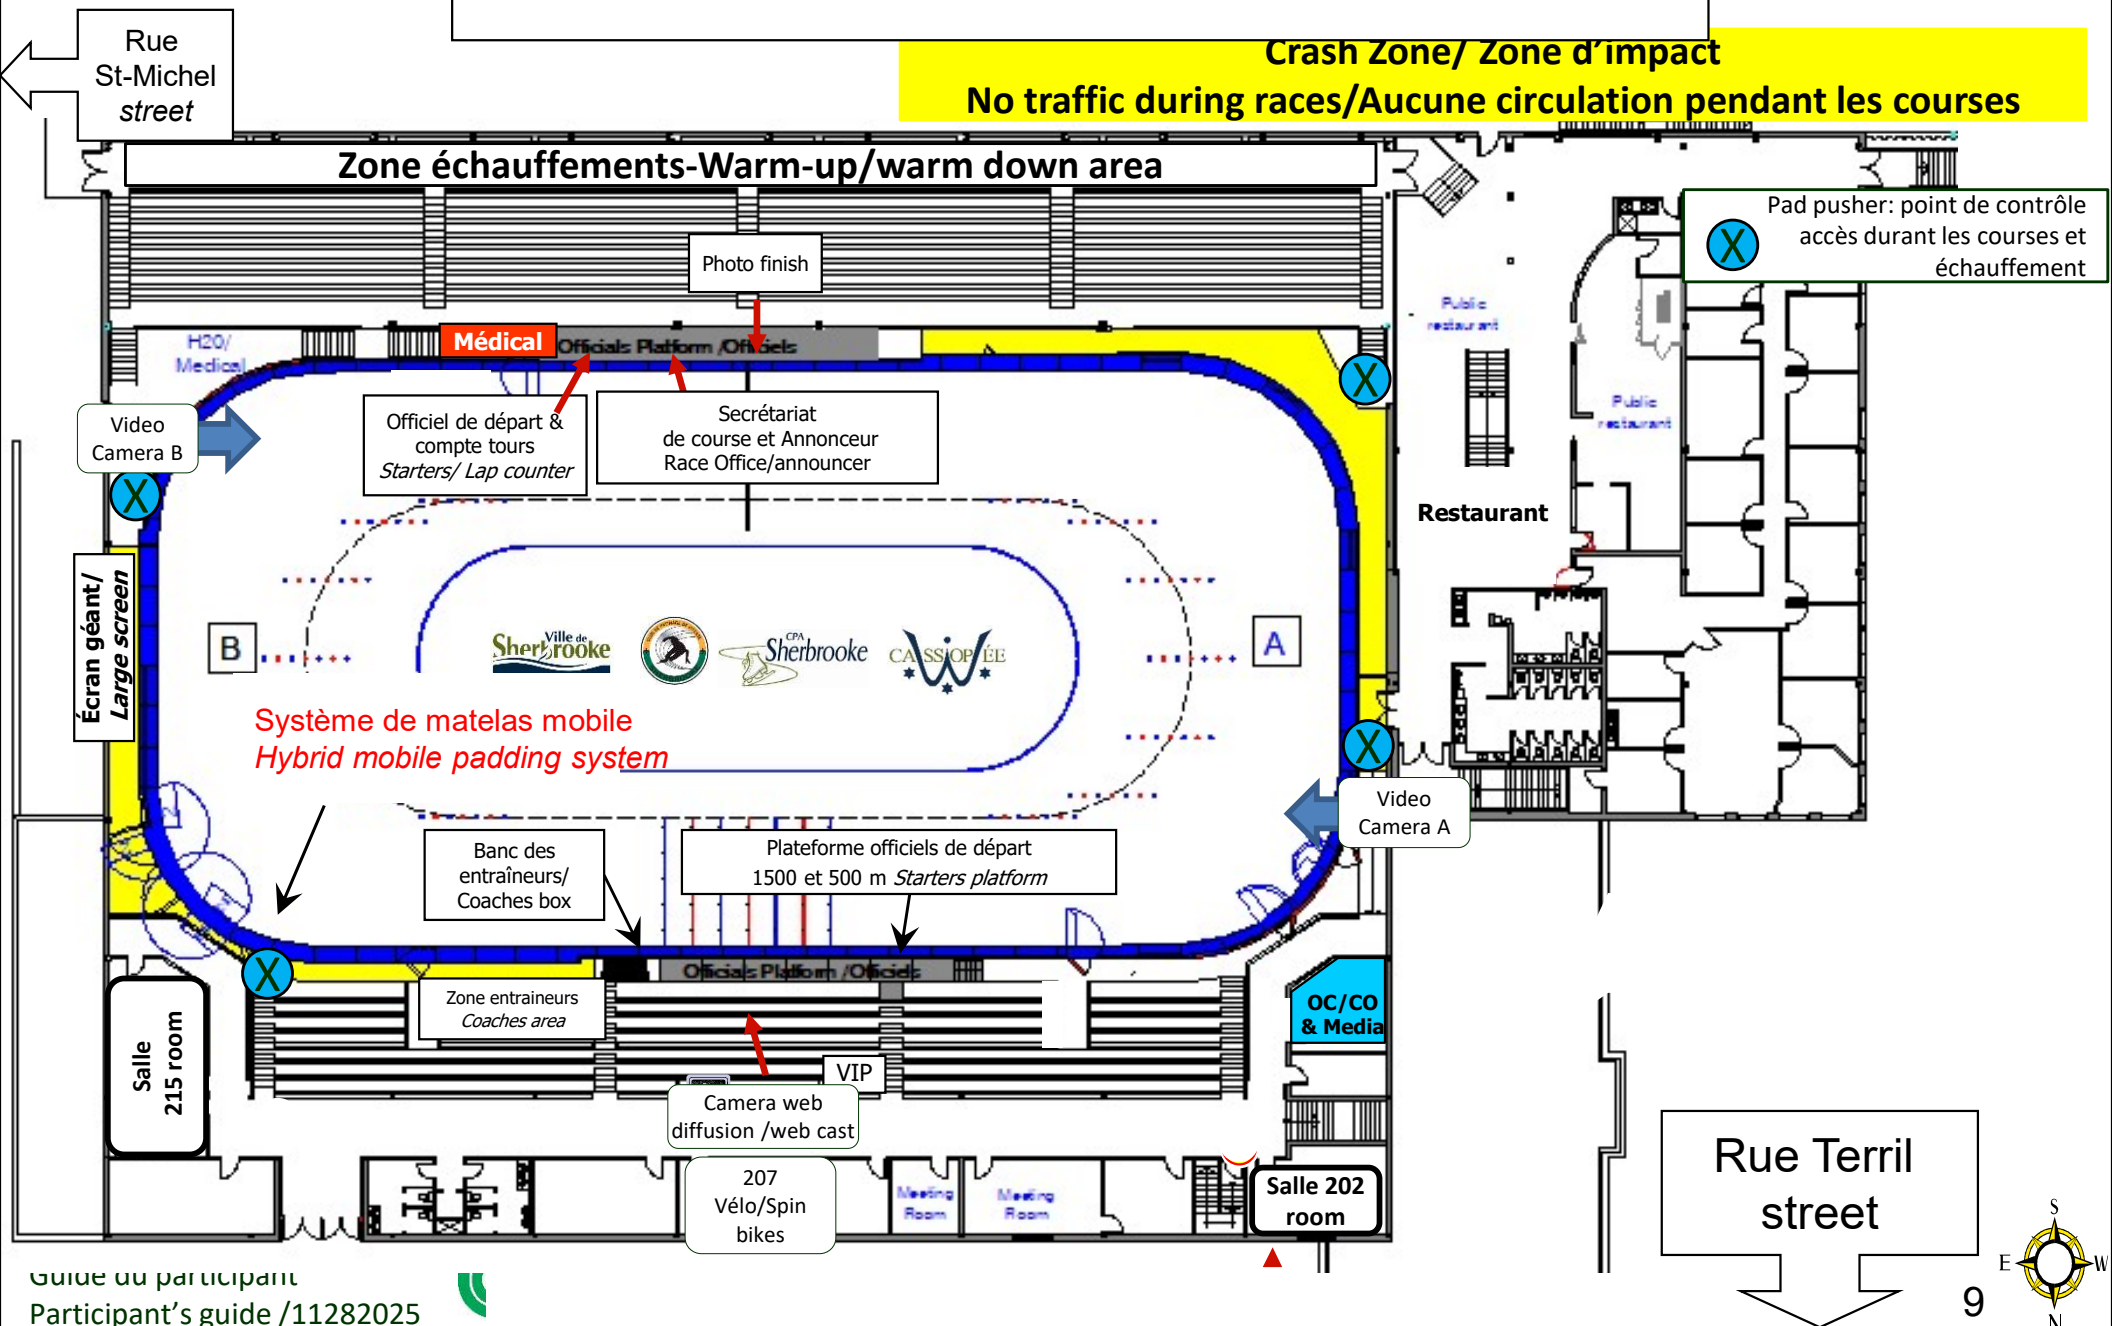 Rue
St-Michel
street
Crash Zone/ Zone d’impact
No traffic during races/Aucune circulation pendant les courses
Zone échauffements-Warm-up/warm down area
Pad pusher: point de contrôle
accès durant les courses et
échauffement
X
Photo finish
Public
restaurant
H20/
Medical
Médical
Officials Platform /Officiels
X
Video
Camera B
Officiel de départ &
compte tours
Starters/ Lap counter
Secrétariat
de course et Annonceur
Race Office/announcer
Public
restaurant
X
Restaurant
Écran géant/
Large screen
B
Ville de
Sherbrooke
CPA
Sherbrooke
CASSIOPÉE
A
Système de matelas mobile
Hybrid mobile padding system
X
Video
Camera A
Banc des
entraîneurs/
Coaches box
Plateforme officiels de départ
1500 et 500 m Starters platform
X
Officials Platform /Officiels
Zone entraineurs
Coaches area
OC/CO
& Media
Salle
215 room
VIP
Camera web
diffusion /web cast
207
Vélo/Spin
bikes
Meeting
Room
Meeting
Room
Salle 202
room
Rue Terril
street
S
E
W
N
Guide du participant
Participant’s guide /11282025
9